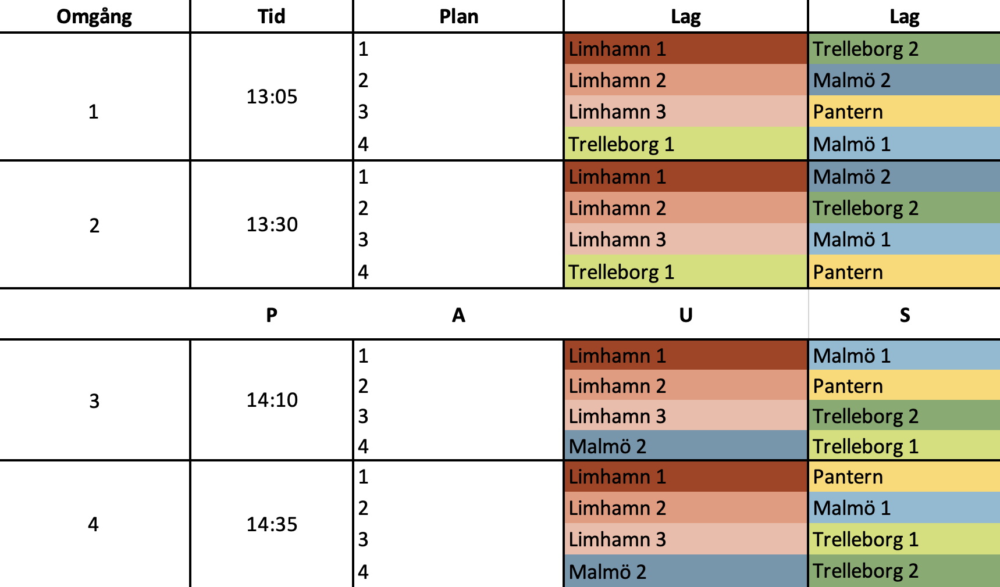 Omgång Tid Plan Lag Lag
1 13:05 1 Limhamn 1 Trelleborg 2
2 Limhamn 2 Malmö 2
3 Limhamn 3 Pantern
4 Trelleborg 1 Malmö 1
2 13:30 1 Limhamn 1 Malmö 2
2 Limhamn 2 Trelleborg 2
3 Limhamn 3 Malmö 1
4 Trelleborg 1 Pantern
P A U S
3 14:10 1 Limhamn 1 Malmö 1
2 Limhamn 2 Pantern
3 Limhamn 3 Trelleborg 2
4 Malmö 2 Trelleborg 1
4 14:35 1 Limhamn 1 Pantern
2 Limhamn 2 Malmö 1
3 Limhamn 3 Trelleborg 1
4 Malmö 2 Trelleborg 2